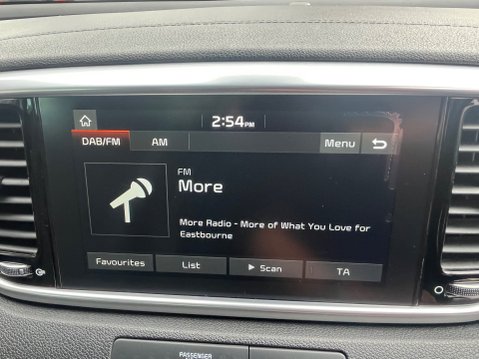 2:54PM
DAB/FM AM Menu
FM
More
More Radio - More of What You Love for
Eastbourne
Favourites List Scan TA
PASSENGER